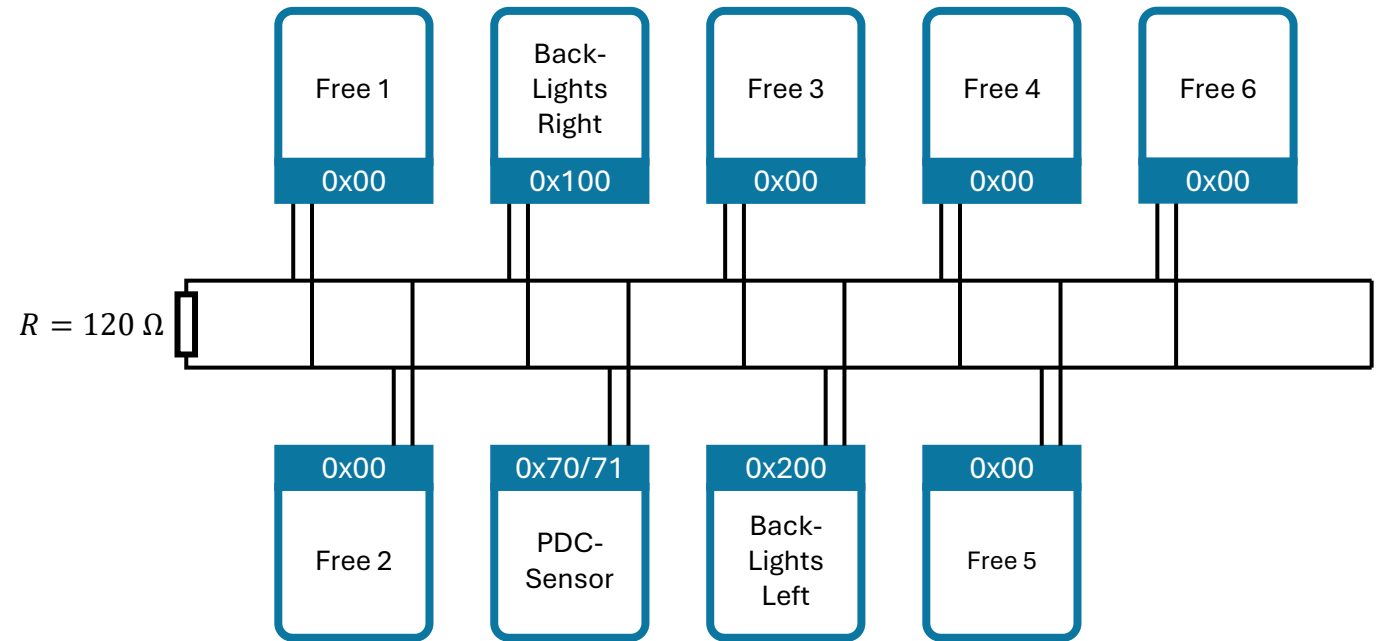 Free 1
0x00
Back-
Lights
Right
0x100
Free 3
0x00
Free 4
0x00
Free 6
0x00
R = 120 Ω
0x00
Free 2
0x70/71
PDC-
Sensor
0x200
Back-
Lights
Left
0x00
Free 5